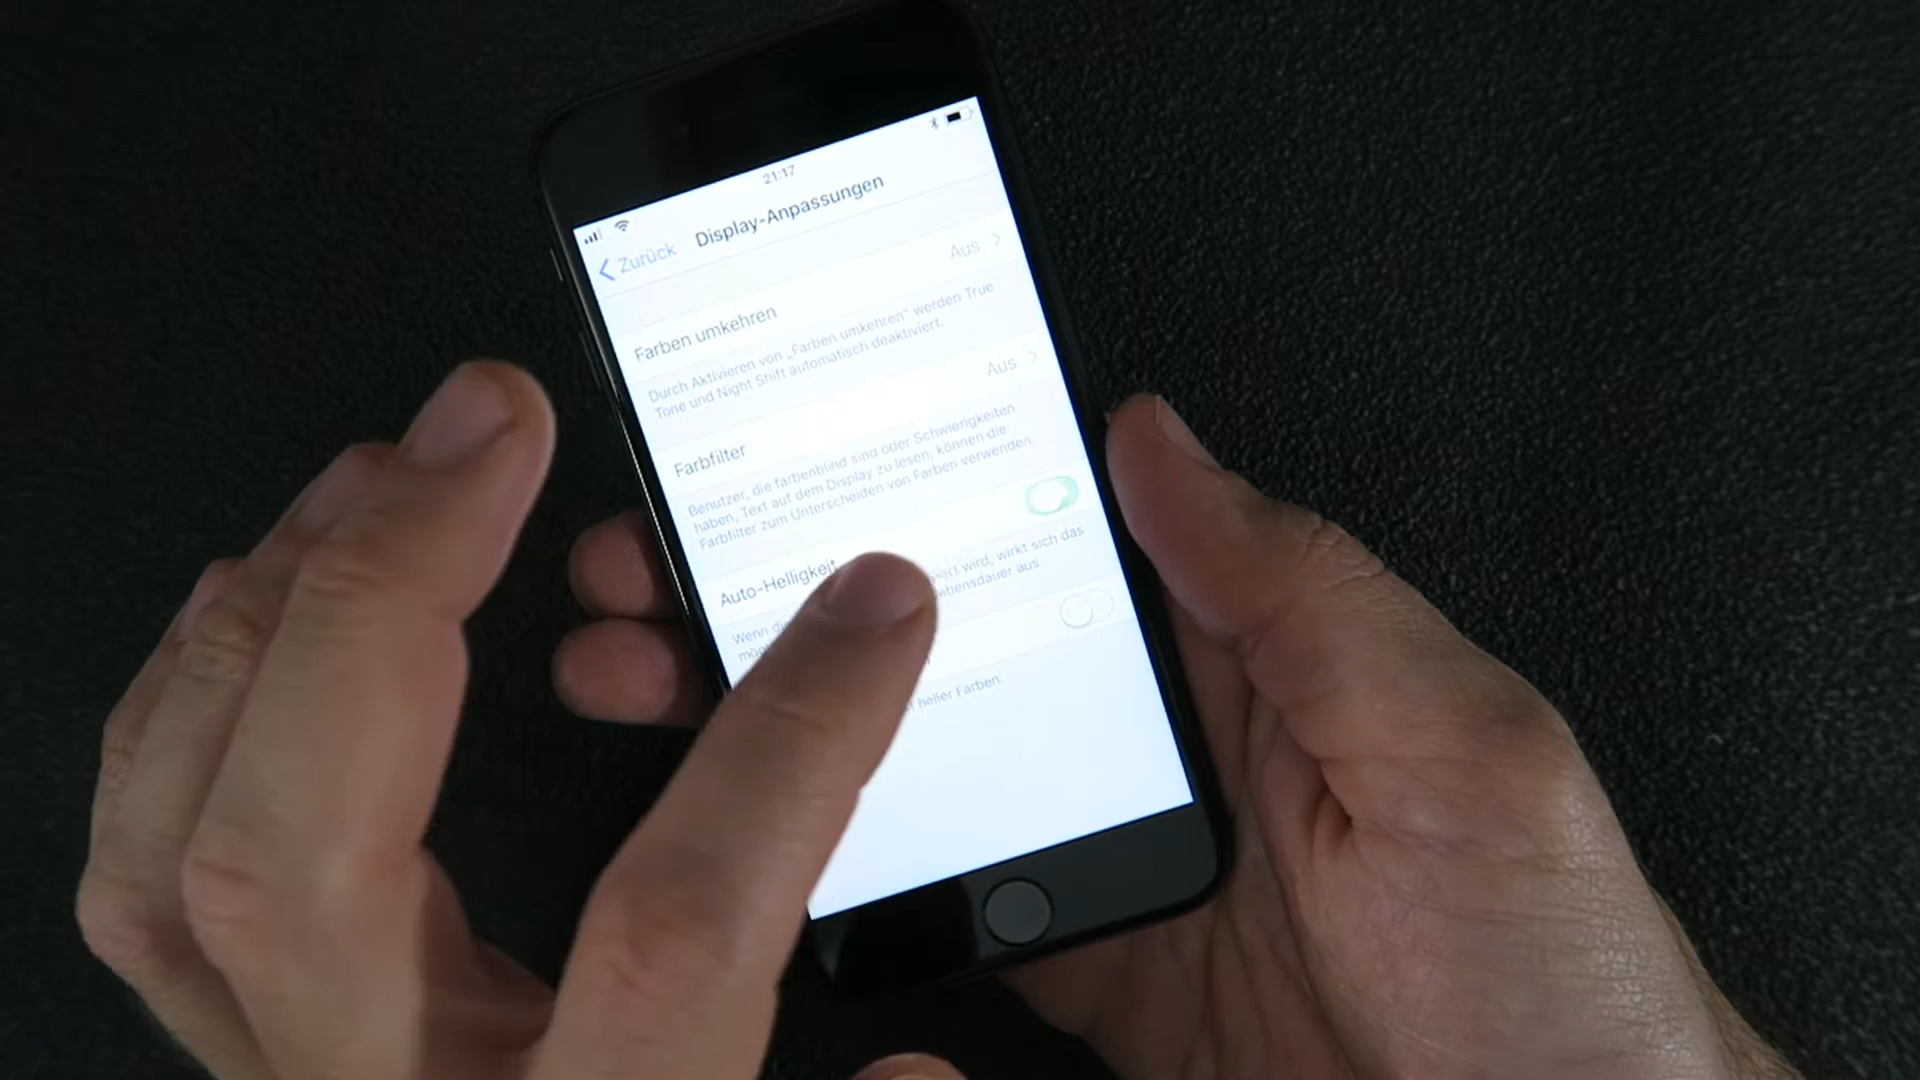 21:17
Zurück
Display-Anpassungen
Farben umkehren
Aus
Durch Aktivieren von „Farben umkehren“ werden True
Tone und Night Shift automatisch deaktiviert.
Farbfilter
Aus
Benutzer, die farbenblind sind oder Schwierigkeiten
haben, Text auf dem Display zu lesen, können die
Farbfilter zum Unterscheiden von Farben verwenden.
Auto-Helligkeit
Wenn wird, wirkt sich das
aus
heller Farben.